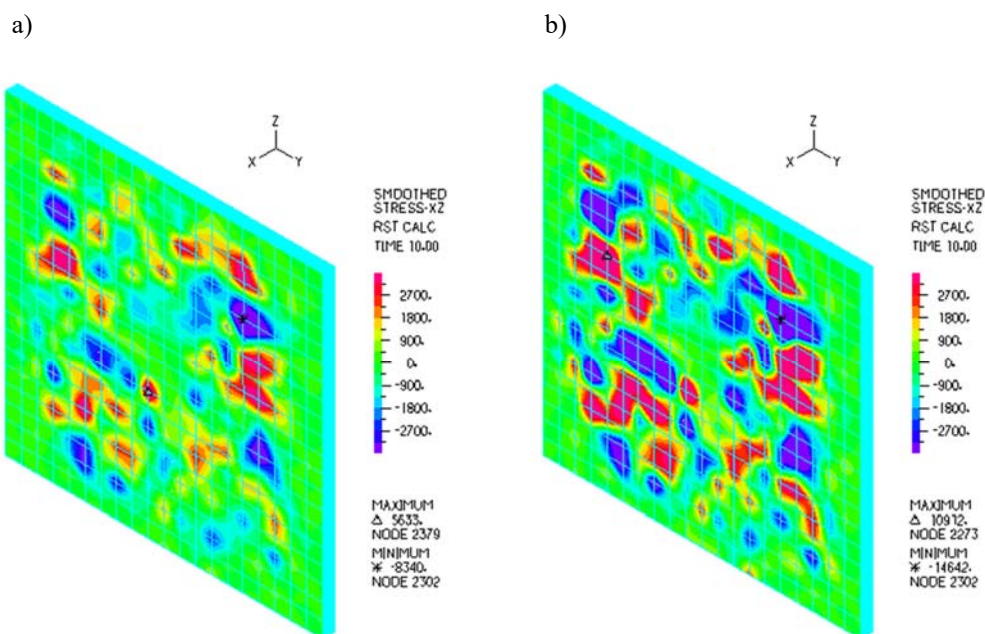 a)
b)
Z
X Y
SMOOTHED
STRESS-XZ
RST CALC
TIME 10.00
2700.
1800.
900.
0.
-900.
-1800.
-2700.
MAXIMUM
△ 5633.
NODE 2379
MINIMUM
✳ -8340.
NODE 2302
Z
X Y
SMOOTHED
STRESS-XZ
RST CALC
TIME 10.00
2700.
1800.
900.
0.
-900.
-1800.
-2700.
MAXIMUM
△ 10972.
NODE 2273
MINIMUM
✳ -14642.
NODE 2302